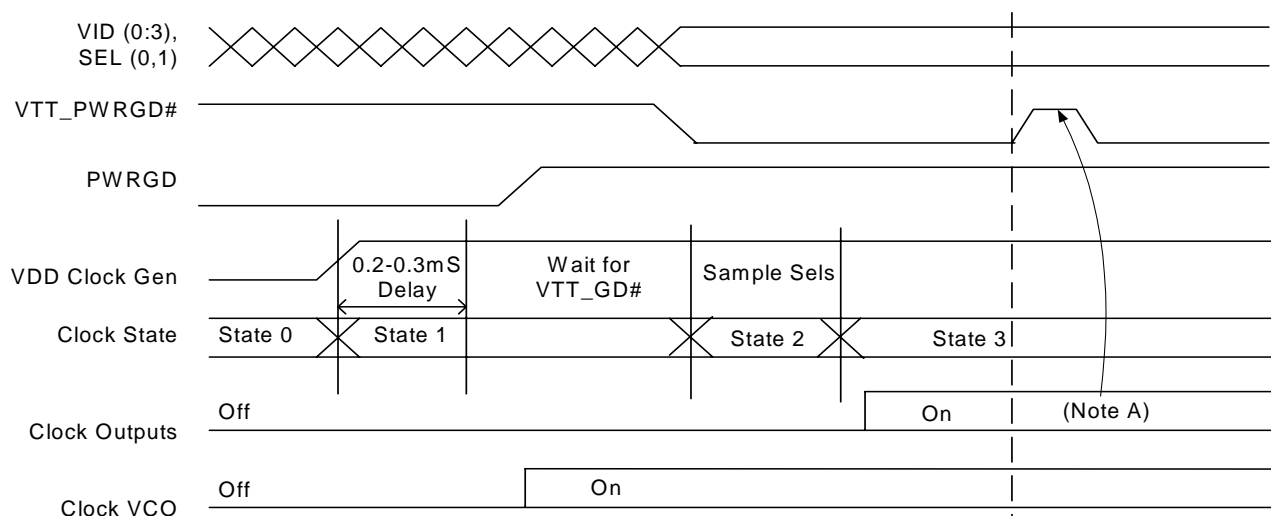 VID (0:3),
SEL (0,1)
VTT_PWRGD#
PWRGD
VDD Clock Gen
0.2-0.3mS
Delay
Wait for
VTT_GD#
Sample Sels
Clock State
State 0
State 1
State 2
State 3
Clock Outputs
Off
On
(Note A)
Clock VCO
Off
On